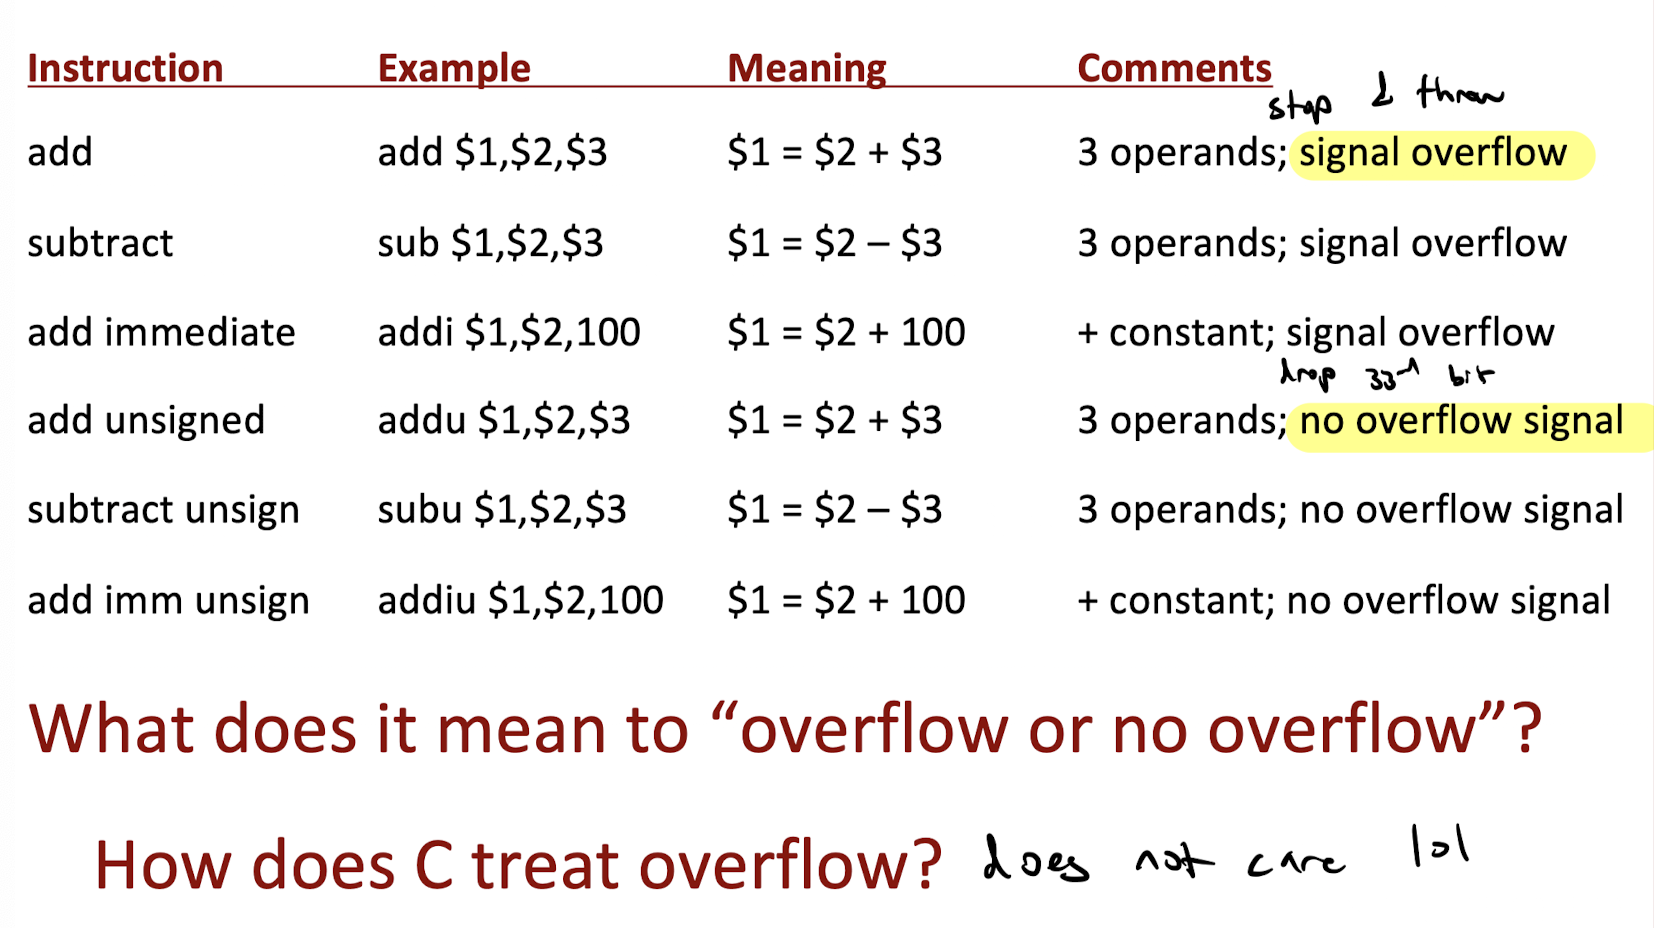 Instruction Example Meaning Comments
stop & throw
add add $1,$2,$3 $1 = $2 + $3 3 operands; signal overflow
subtract sub $1,$2,$3 $1 = $2 – $3 3 operands; signal overflow
add immediate addi $1,$2,100 $1 = $2 + 100 + constant; signal overflow
drop 33rd bit
add unsigned addu $1,$2,$3 $1 = $2 + $3 3 operands; no overflow signal
subtract unsign subu $1,$2,$3 $1 = $2 – $3 3 operands; no overflow signal
add imm unsign addiu $1,$2,100 $1 = $2 + 100 + constant; no overflow signal
What does it mean to “overflow or no overflow”?
How does C treat overflow? does not care lol